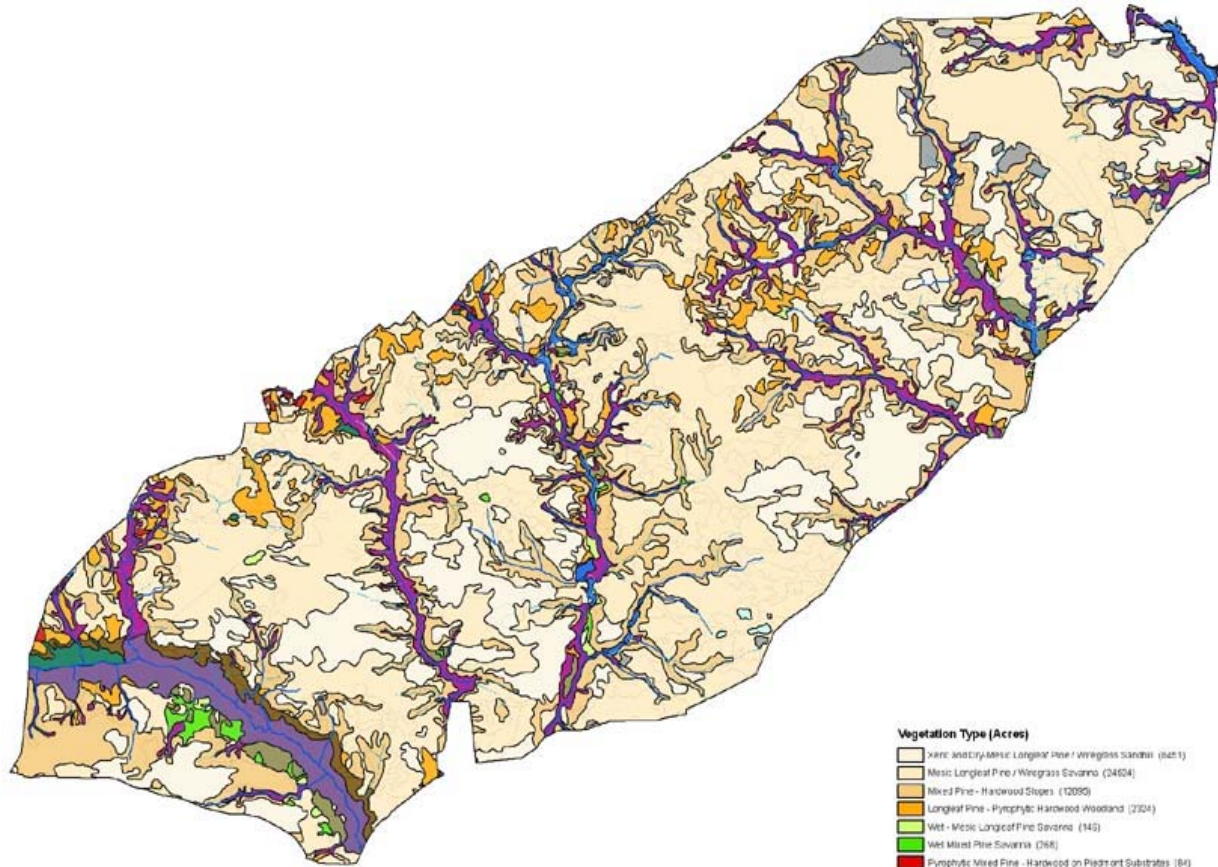 Vegetation Type (Acres)
Xeric and Dry-Mesic Longleaf Pine / Wiregrass Sandhill (8451)
Mesic Longleaf Pine / Wiregrass Savanna (24624)
Mixed Pine - Hardwood Slopes (12095)
Longleaf Pine - Pyrophytic Hardwood Woodland (2324)
Wet - Mesic Longleaf Pine Savanna (146)
Wet Mixed Pine Savanna (268)
Pyrophytic Mixed Pine - Hardwood on Piedmont Substrates (84)